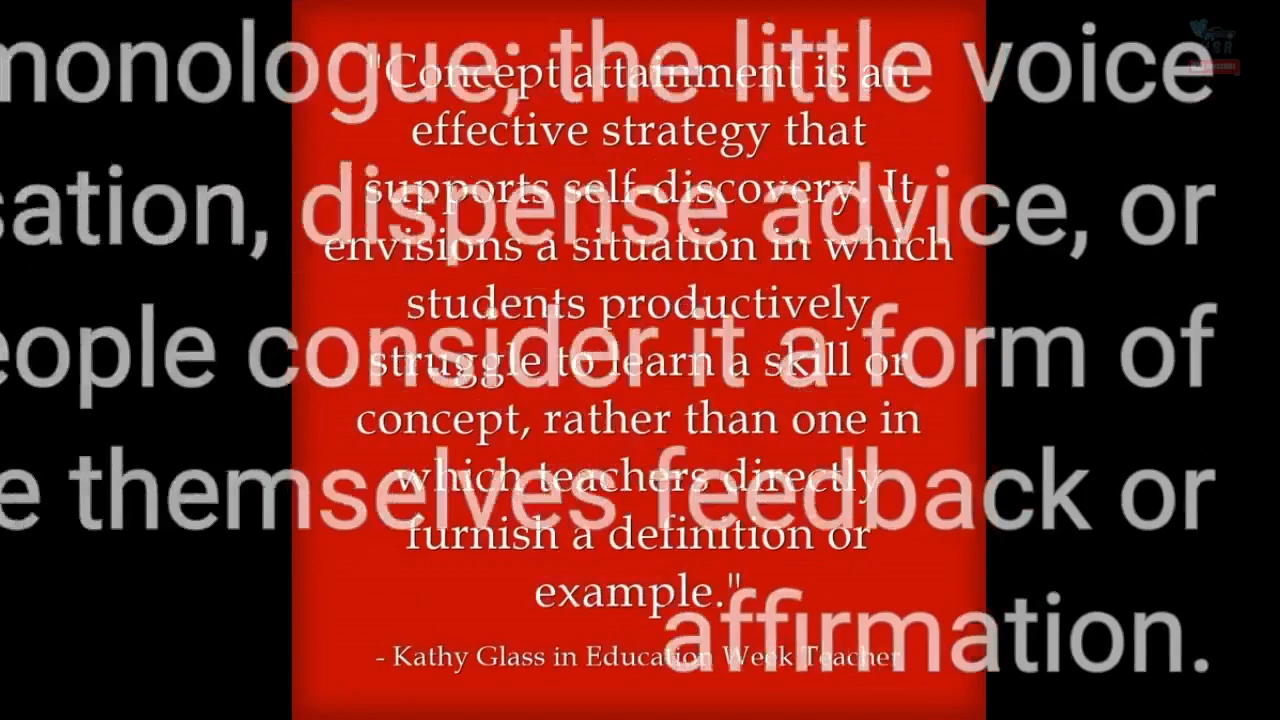 monologue; the little voice
sation, dispense advice, or
eople consider it a form of
e themselves feedback or
affirmation.
"Concept attainment is an
effective strategy that
supports self-discovery. It
envisions a situation in which
students productively
struggle to learn a skill or
concept, rather than one in
which teachers directly
furnish a definition or
example."
- Kathy Glass in Education Week Teacher